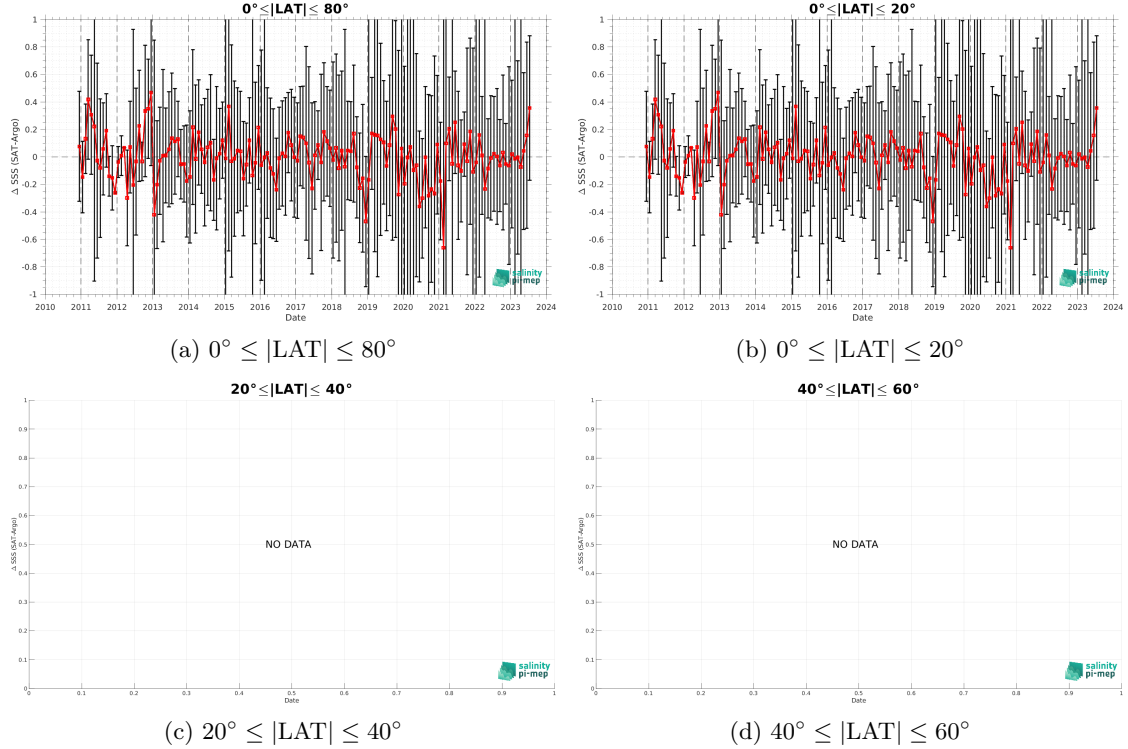 0°≤|LAT|≤ 80°
Δ SSS (SAT-Argo)
1
0.8
0.6
0.4
0.2
0
-0.2
-0.4
-0.6
-0.8
-1
2010 2011 2012 2013 2014 2015 2016 2017 2018 2019 2020 2021 2022 2023 2024
Date
salinity
pi-mep
(a) 0° ≤ |LAT| ≤ 80°
0°≤|LAT|≤ 20°
Δ SSS (SAT-Argo)
1
0.8
0.6
0.4
0.2
0
-0.2
-0.4
-0.6
-0.8
-1
2010 2011 2012 2013 2014 2015 2016 2017 2018 2019 2020 2021 2022 2023 2024
Date
salinity
pi-mep
(b) 0° ≤ |LAT| ≤ 20°
20°≤|LAT|≤ 40°
Δ SSS (SAT-Argo)
1
0.9
0.8
0.7
0.6
0.5
0.4
0.3
0.2
0.1
0
NO DATA
0 0.1 0.2 0.3 0.4 0.5 0.6 0.7 0.8 0.9 1
Date
salinity
pi-mep
(c) 20° ≤ |LAT| ≤ 40°
40°≤|LAT|≤ 60°
Δ SSS (SAT-Argo)
1
0.9
0.8
0.7
0.6
0.5
0.4
0.3
0.2
0.1
0
NO DATA
0 0.1 0.2 0.3 0.4 0.5 0.6 0.7 0.8 0.9 1
Date
salinity
pi-mep
(d) 40° ≤ |LAT| ≤ 60°